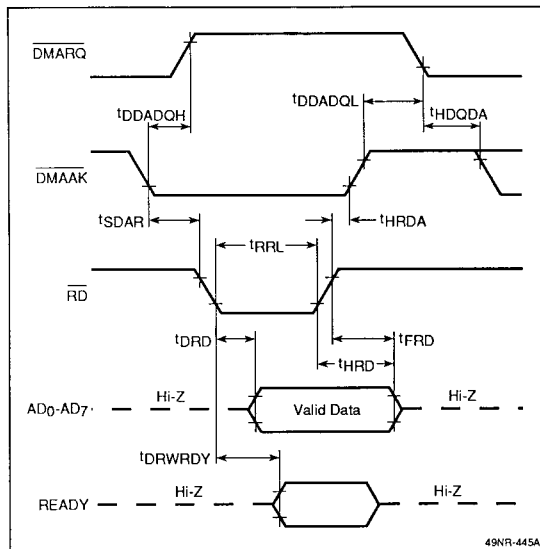 DMARQ
tDDADQH
tDDADQL
tHDQDA
DMAAK
tSDAR
tRRL
tHRDA
RD
tDRD
tFRD
tHRD
AD0-AD7
Hi-Z
Valid Data
Hi-Z
tDRWRDY
READY
Hi-Z
Hi-Z
49NR-445A